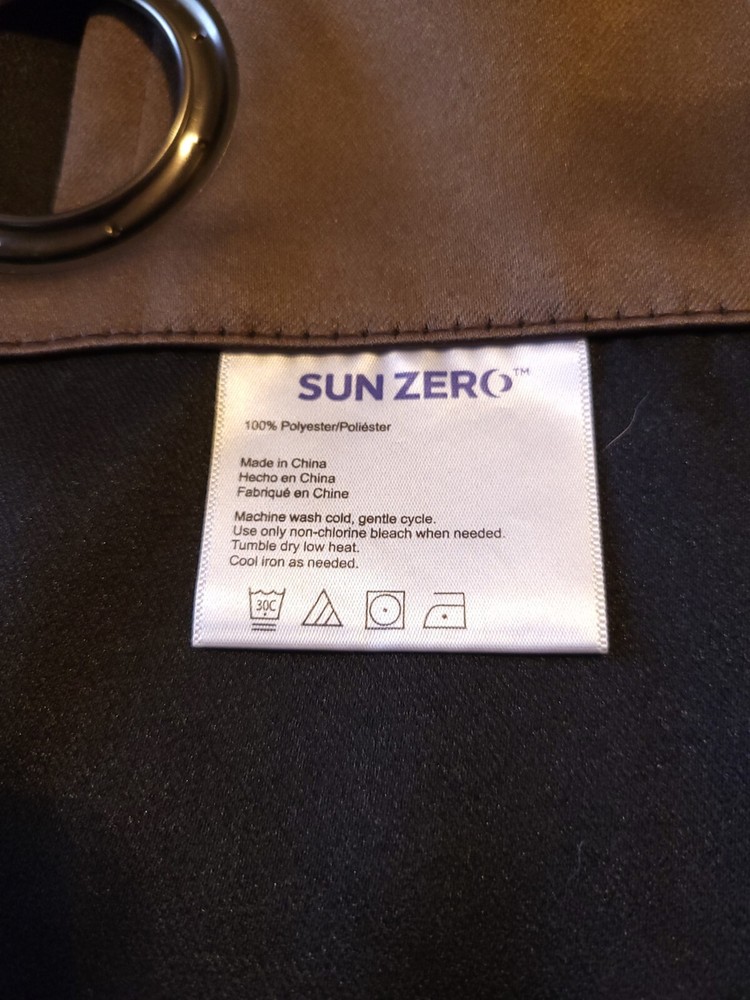 SUN ZERO™
100% Polyester/Poliéster
Made in China
Hecho en China
Fabriqué en Chine
Machine wash cold, gentle cycle.
Use only non-chlorine bleach when needed.
Tumble dry low heat.
Cool iron as needed.
30C